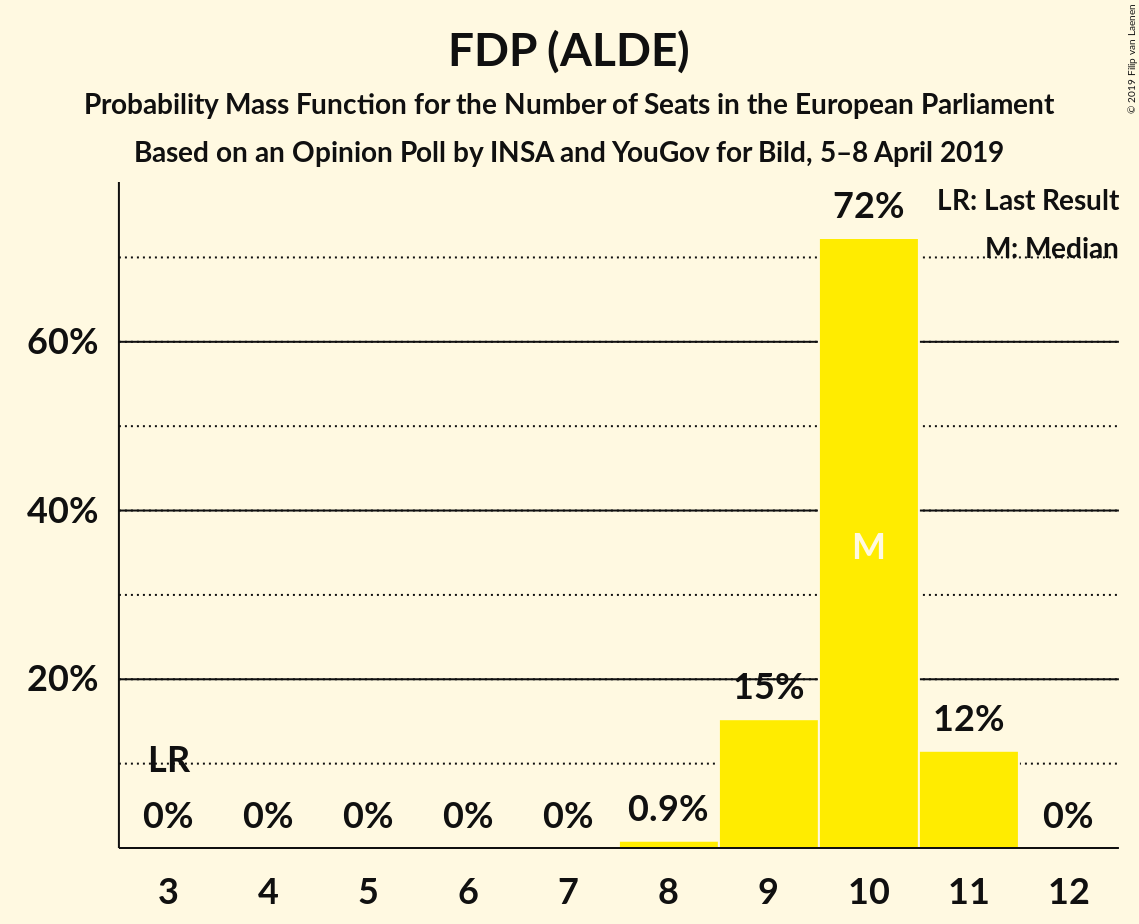 FDP (ALDE)
Probability Mass Function for the Number of Seats in the European Parliament
Based on an Opinion Poll by INSA and YouGov for Bild, 5–8 April 2019
© 2019 Filip van Laenen
LR: Last Result
M: Median
60%
40%
20%
72%
M
15%
12%
LR
0% 0% 0% 0% 0% 0.9% 0%
3 4 5 6 7 8 9 10 11 12